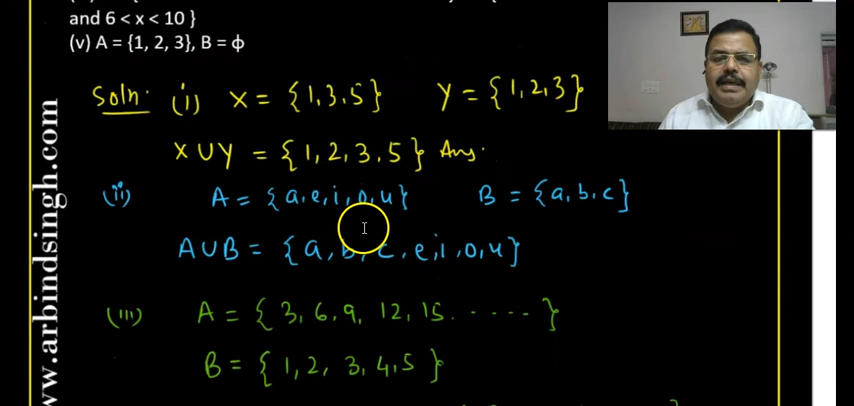 and 6 < x < 10 }
(v) A = {1, 2, 3}, B = ф
Soln. (i) X = {1,3.5} Y = {1,2,3}
X U Y = {1,2,3.5} Ans.
(ii) A = {a,e,i,o,u} B = {a,b,c}
A U B = {a,b,c,e,i,o,u}
(iii) A = {3,6,9, 12, 15.......}
B = {1,2, 3,4,5}
www.arbindsingh.com